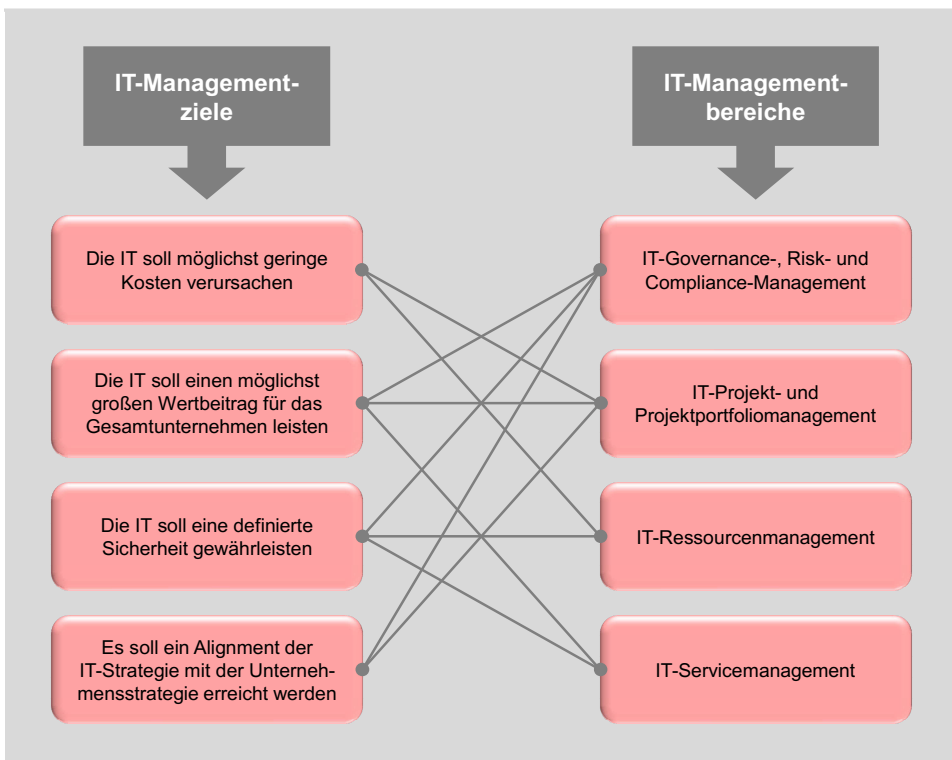 IT-Management-
ziele
IT-Management-
bereiche
Die IT soll möglichst geringe
Kosten verursachen
IT-Governance-, Risk- und
Compliance-Management
Die IT soll einen möglichst
großen Wertbeitrag für das
Gesamtunternehmen leisten
IT-Projekt- und
Projektportfoliomanagement
Die IT soll eine definierte
Sicherheit gewährleisten
IT-Ressourcenmanagement
Es soll ein Alignment der
IT-Strategie mit der Unterneh-
mensstrategie erreicht werden
IT-Servicemanagement